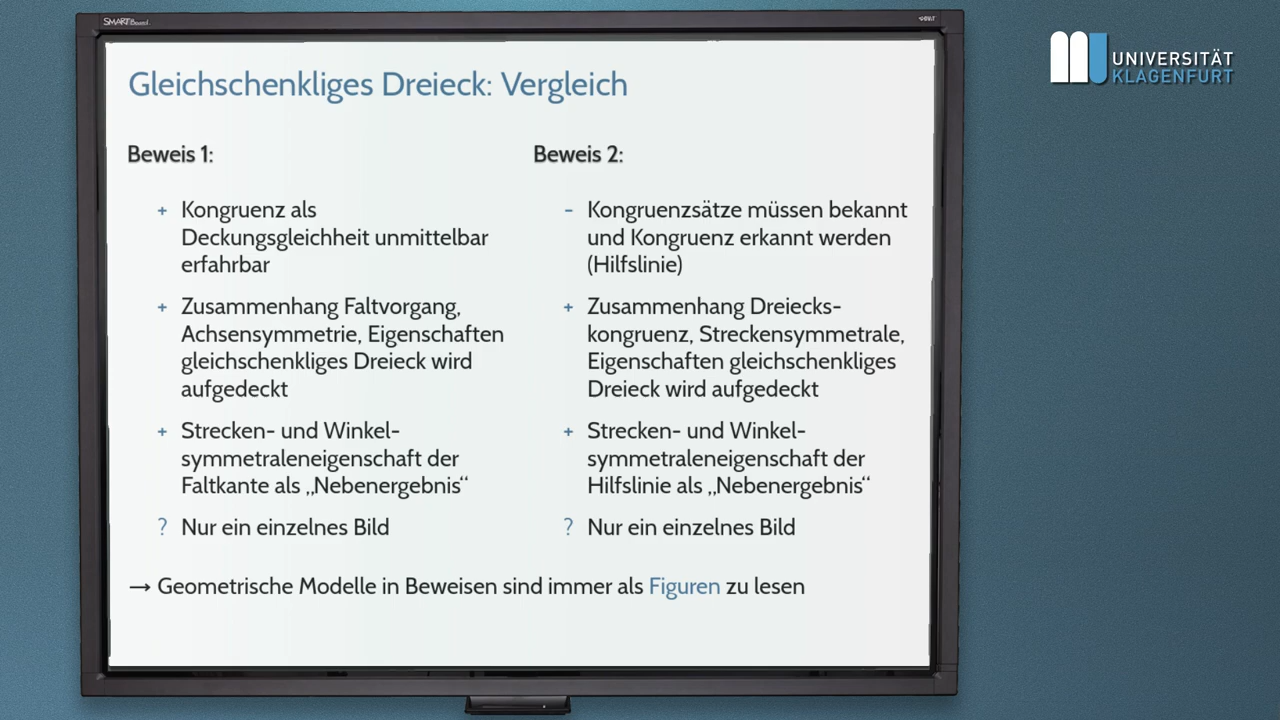 SMART Board
UNIVERSITÄT
KLAGENFURT
Gleichschenkliges Dreieck: Vergleich
Beweis 1:
+ Kongruenz als
Deckungsgleichheit unmittelbar
erfahrbar
+ Zusammenhang Faltvorgang,
Achsensymmetrie, Eigenschaften
gleichschenkliges Dreieck wird
aufgedeckt
+ Strecken- und Winkel-
symmetraleneigenschaft der
Faltkante als „Nebenergebnis“
? Nur ein einzelnes Bild
Beweis 2:
- Kongruenzsätze müssen bekannt
und Kongruenz erkannt werden
(Hilfslinie)
+ Zusammenhang Dreiecks-
kongruenz, Streckensymmetrale,
Eigenschaften gleichschenkliges
Dreieck wird aufgedeckt
+ Strecken- und Winkel-
symmetraleneigenschaft der
Hilfslinie als „Nebenergebnis“
? Nur ein einzelnes Bild
→ Geometrische Modelle in Beweisen sind immer als Figuren zu lesen